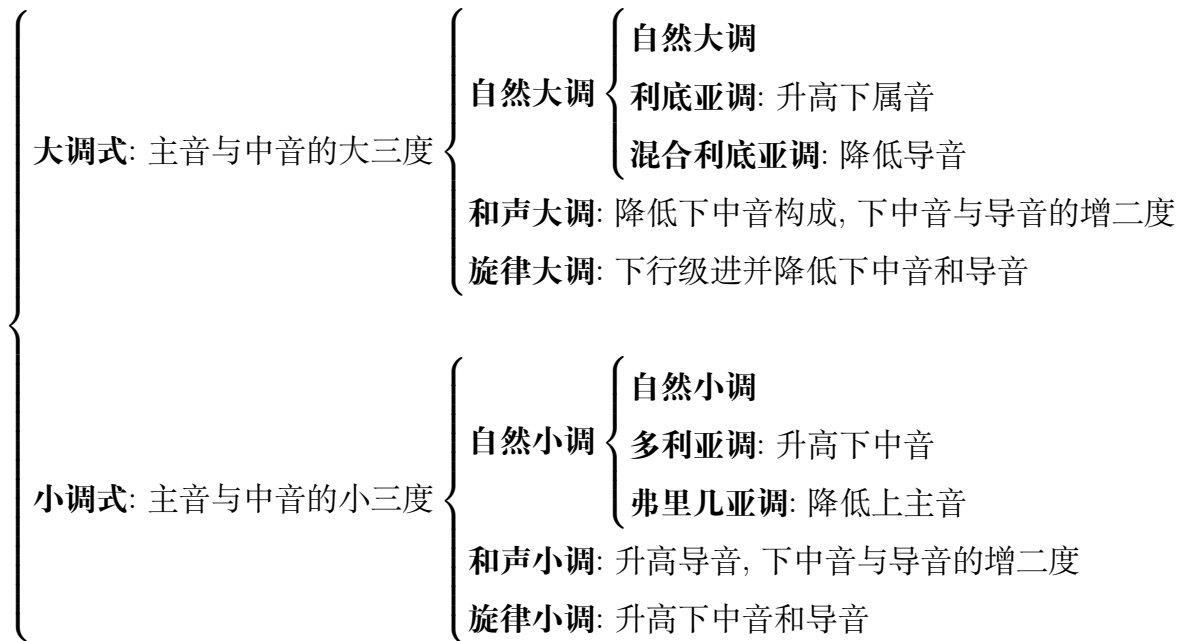 大调式: 主音与中音的大三度
自然大调
自然大调
利底亚调: 升高下属音
混合利底亚调: 降低导音
和声大调: 降低下中音构成, 下中音与导音的增二度
旋律大调: 下行级进并降低下中音和导音
小调式: 主音与中音的小三度
自然小调
自然小调
多利亚调: 升高下中音
弗里几亚调: 降低上主音
和声小调: 升高导音, 下中音与导音的增二度
旋律小调: 升高下中音和导音